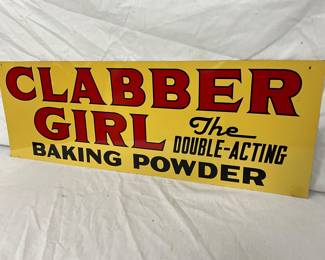 CLABBER
GIRL The
DOUBLE-ACTING
BAKING POWDER